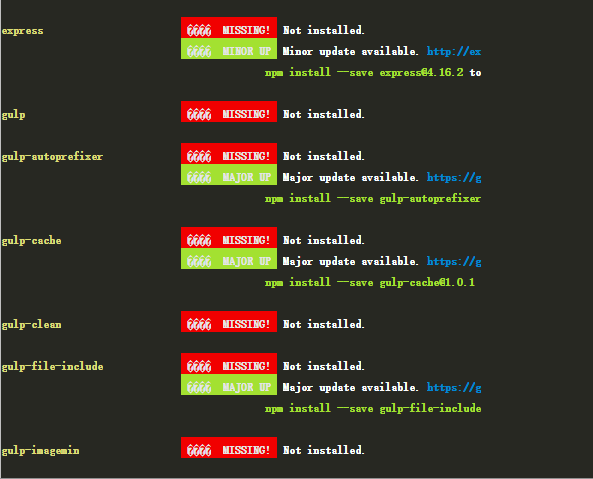 express ���� MISSING! Not installed.
���� MINOR UP Minor update available. http://ex
npm install --save express@4.16.2 to
gulp ���� MISSING! Not installed.
gulp-autoprefixer ���� MISSING! Not installed.
���� MAJOR UP Major update available. https://g
npm install --save gulp-autoprefixer
gulp-cache ���� MISSING! Not installed.
���� MAJOR UP Major update available. https://g
npm install --save gulp-cache@1.0.1
gulp-clean ���� MISSING! Not installed.
gulp-file-include ���� MISSING! Not installed.
���� MAJOR UP Major update available. https://g
npm install --save gulp-file-include
gulp-imagemin ���� MISSING! Not installed.